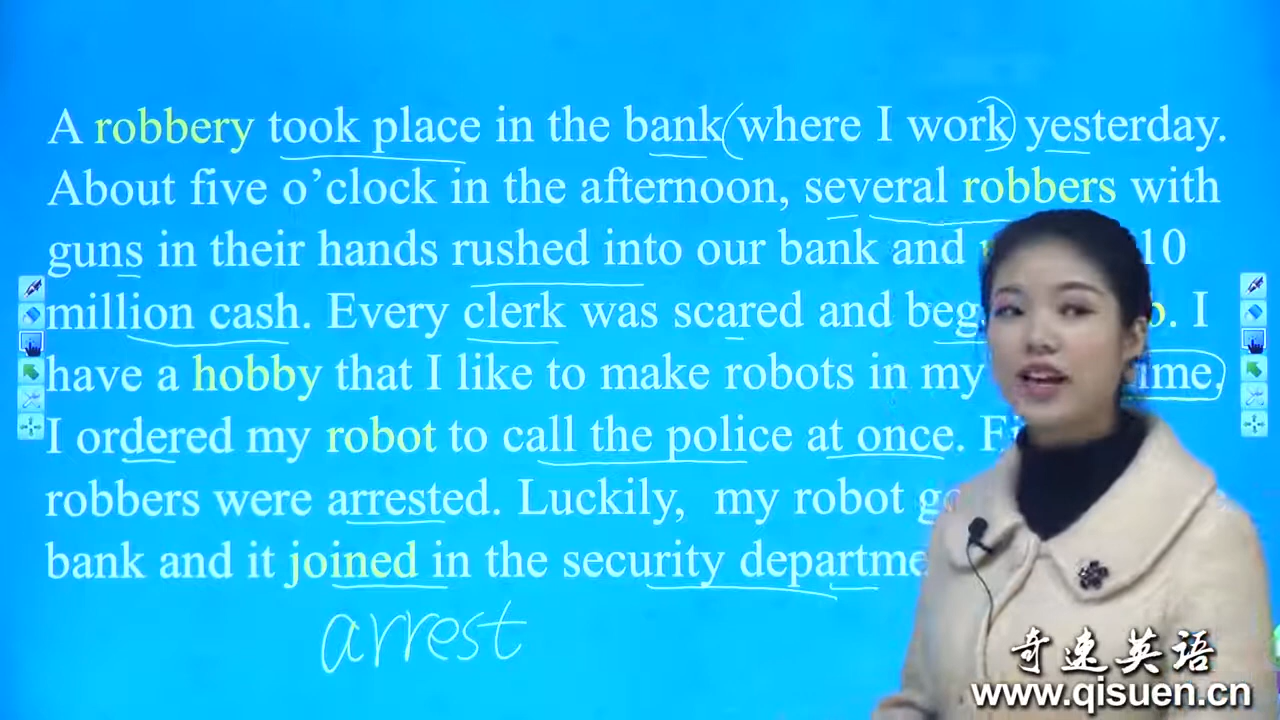 A robbery took place in the bank(where I work) yesterday.
About five o’clock in the afternoon, several robbers with
guns in their hands rushed into our bank and 10
million cash. Every clerk was scared and . I
have a hobby that I like to make robots in my
I ordered my robot to call the police at once.
robbers were arrested. Luckily, my robot
bank and it joined in the security
arrest
奇速英语
www.qisuen.cn